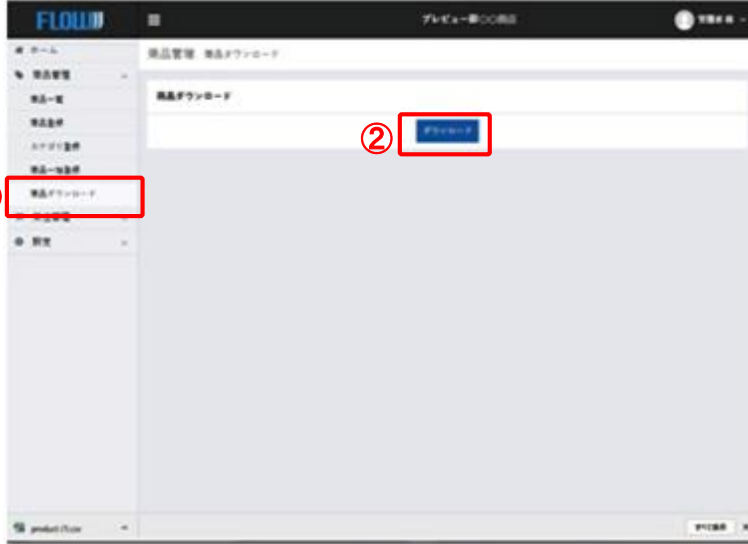 FLOW
プレビュー郡〇〇商店
ホーム
商品管理 商品ダウンロード
商品管理
商品一覧
商品ダウンロード
商品登録
②
ダウンロード
カテゴリ登録
商品一括登録
商品ダウンロード
設定